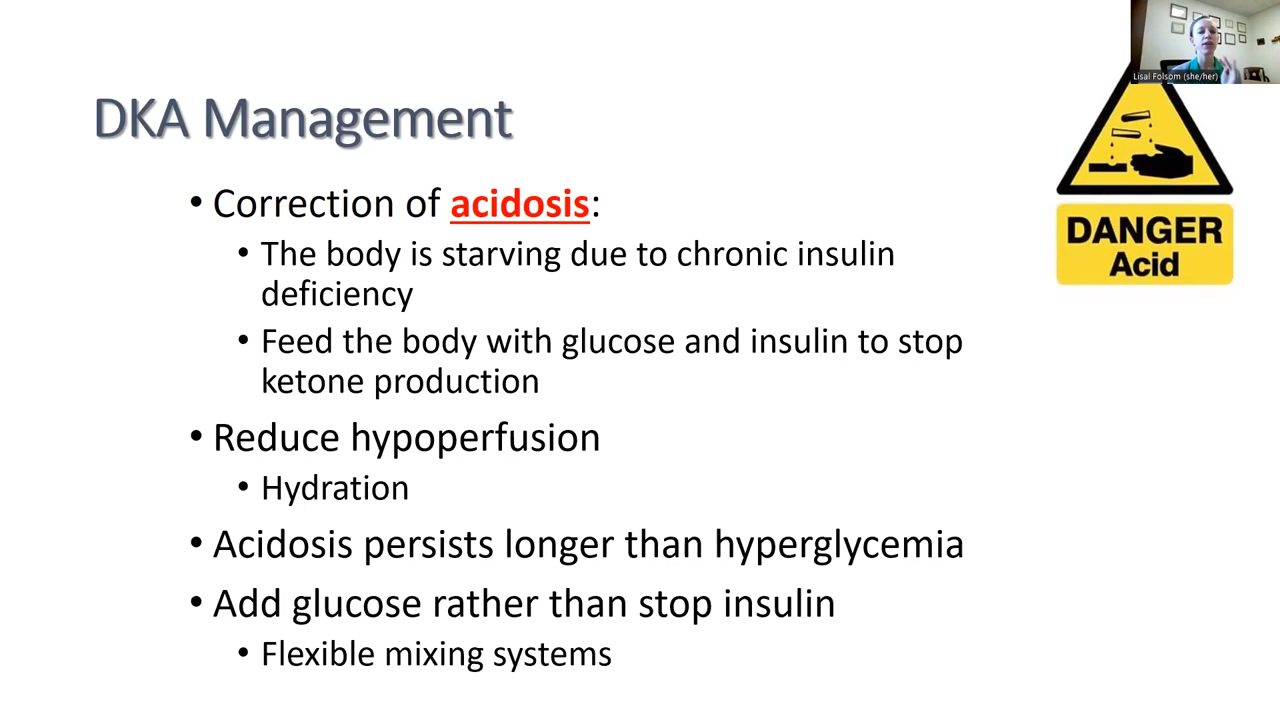 Lisal Folsom (she/her)
DKA Management
• Correction of acidosis:
• The body is starving due to chronic insulin
deficiency
• Feed the body with glucose and insulin to stop
ketone production
• Reduce hypoperfusion
• Hydration
• Acidosis persists longer than hyperglycemia
• Add glucose rather than stop insulin
• Flexible mixing systems
DANGER
Acid